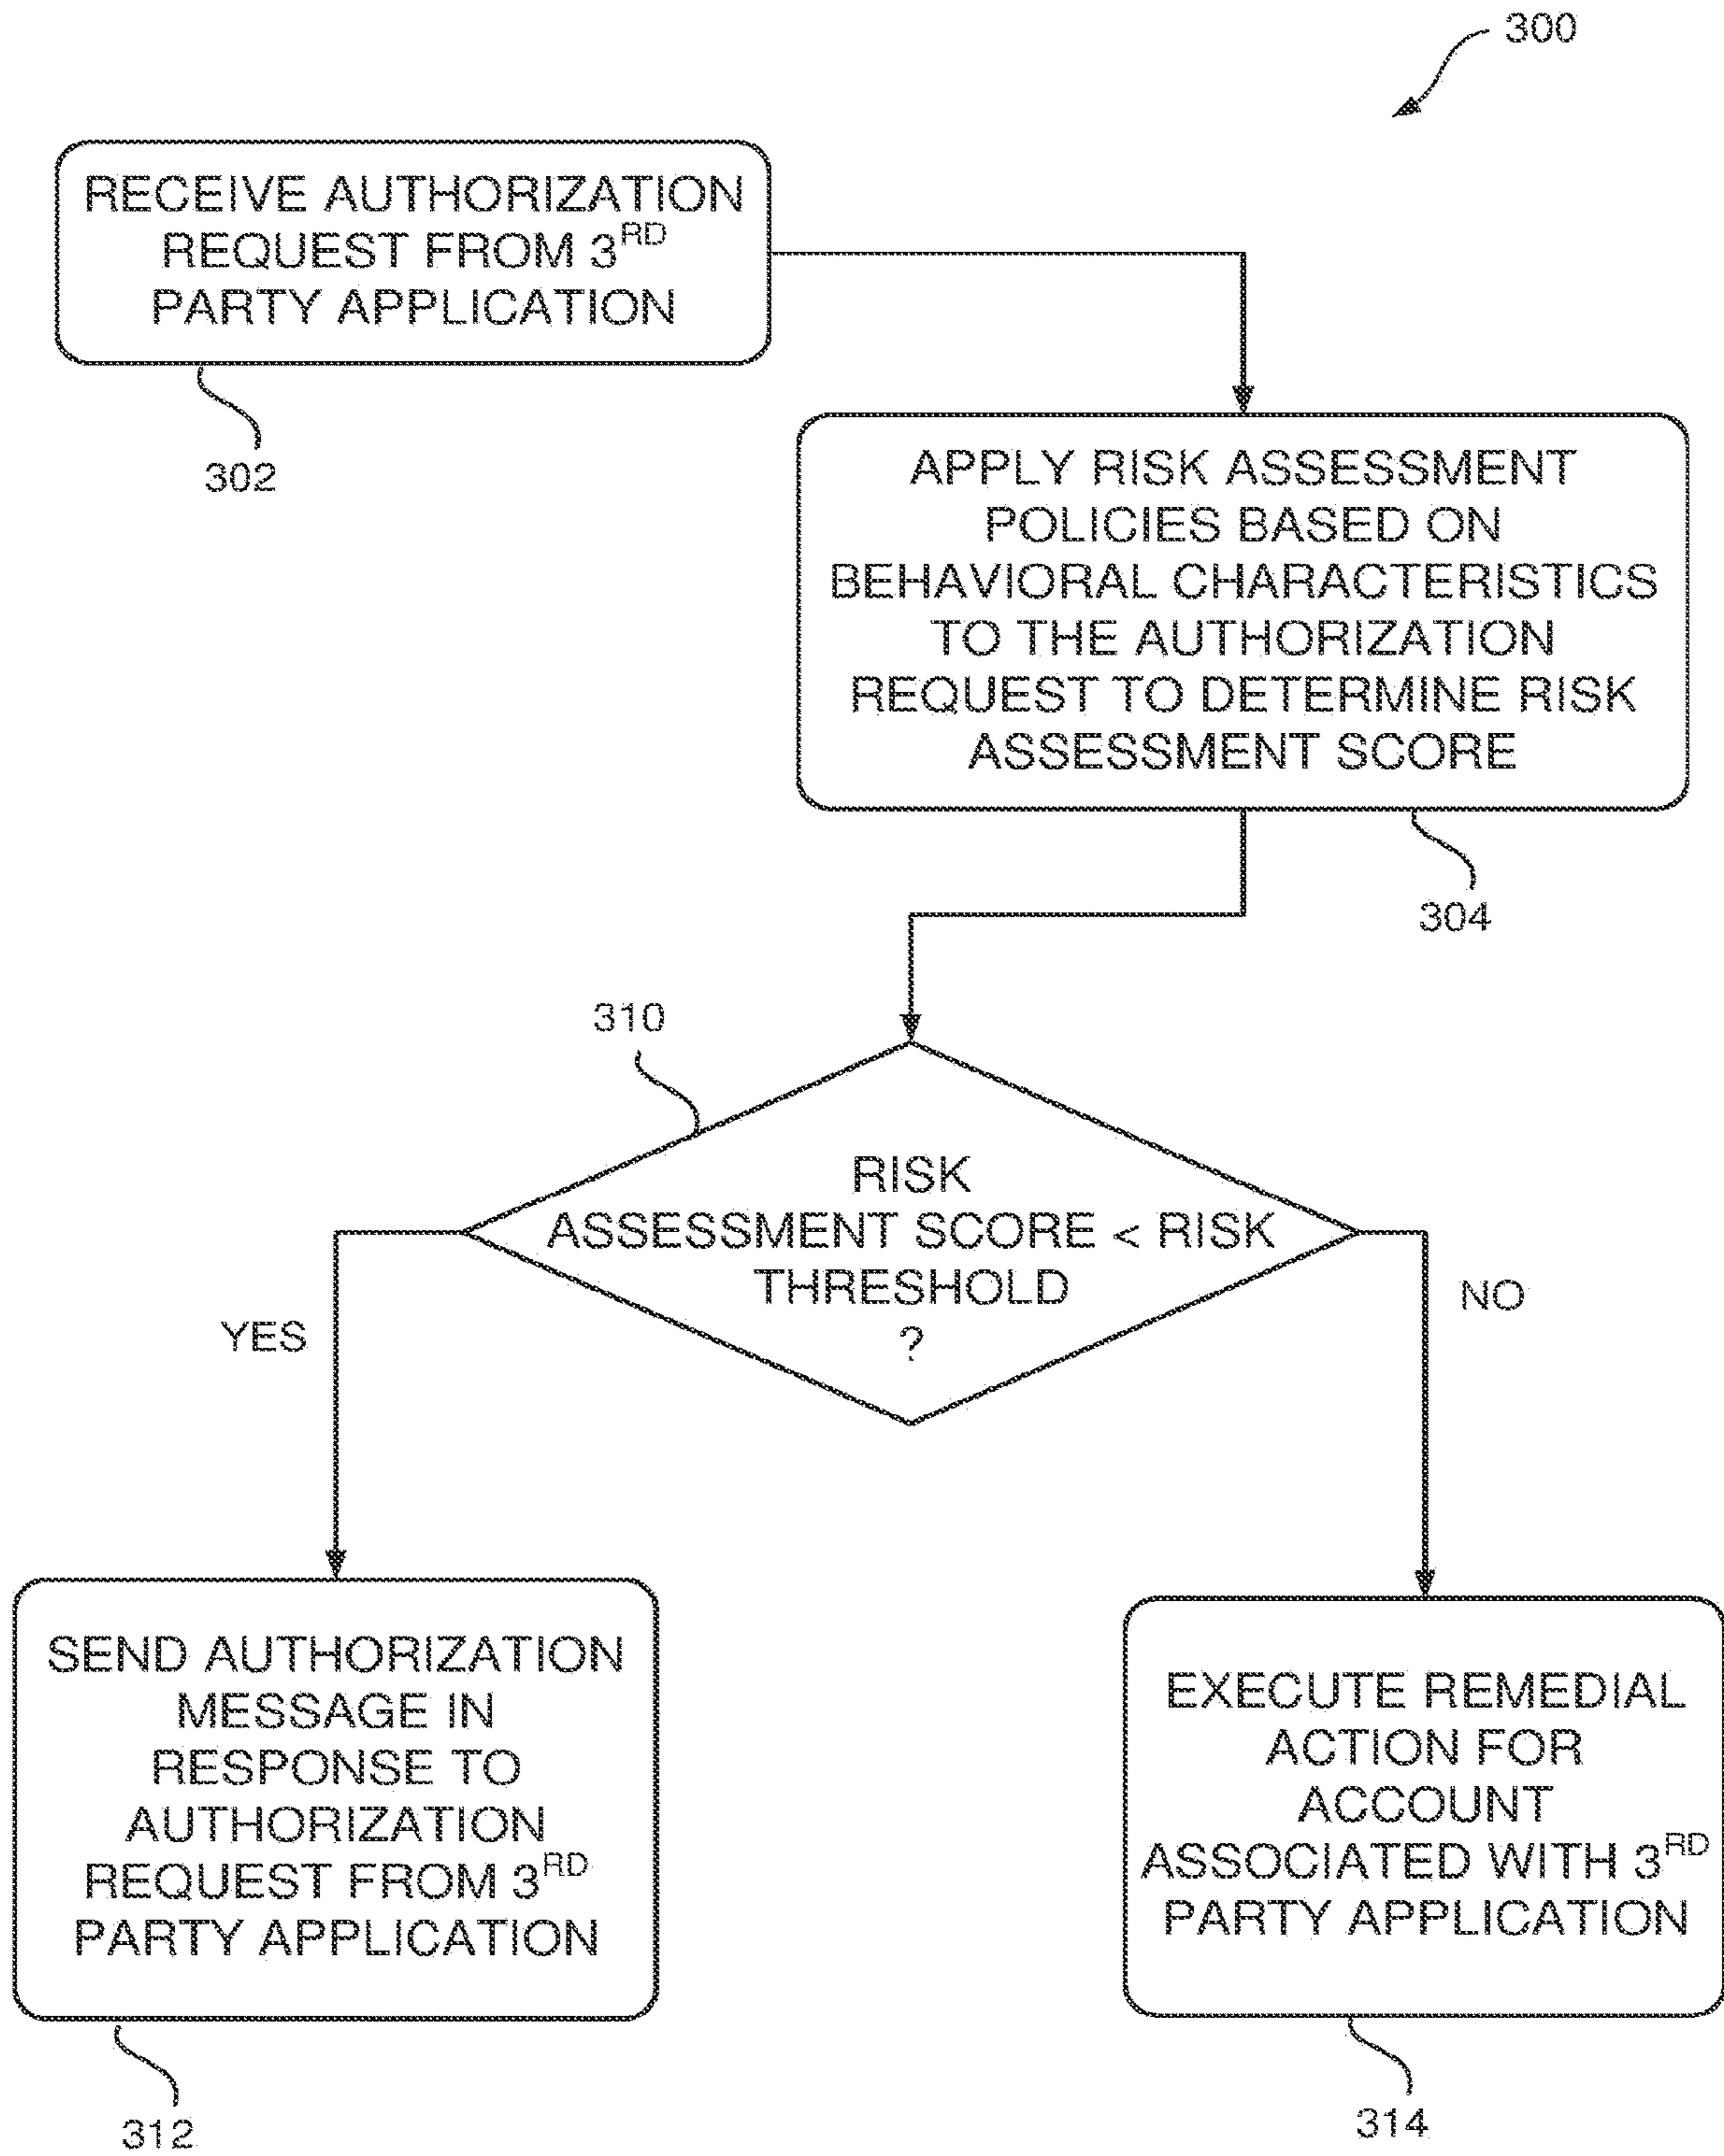 300
RECEIVE AUTHORIZATION
REQUEST FROM 3RD
PARTY APPLICATION
302
APPLY RISK ASSESSMENT
POLICIES BASED ON
BEHAVIORAL CHARACTERISTICS
TO THE AUTHORIZATION
REQUEST TO DETERMINE RISK
ASSESSMENT SCORE
304
310
RISK
ASSESSMENT SCORE < RISK
THRESHOLD
?
YES
NO
SEND AUTHORIZATION
MESSAGE IN
RESPONSE TO
AUTHORIZATION
REQUEST FROM 3RD
PARTY APPLICATION
312
EXECUTE REMEDIAL
ACTION FOR
ACCOUNT
ASSOCIATED WITH 3RD
PARTY APPLICATION
314